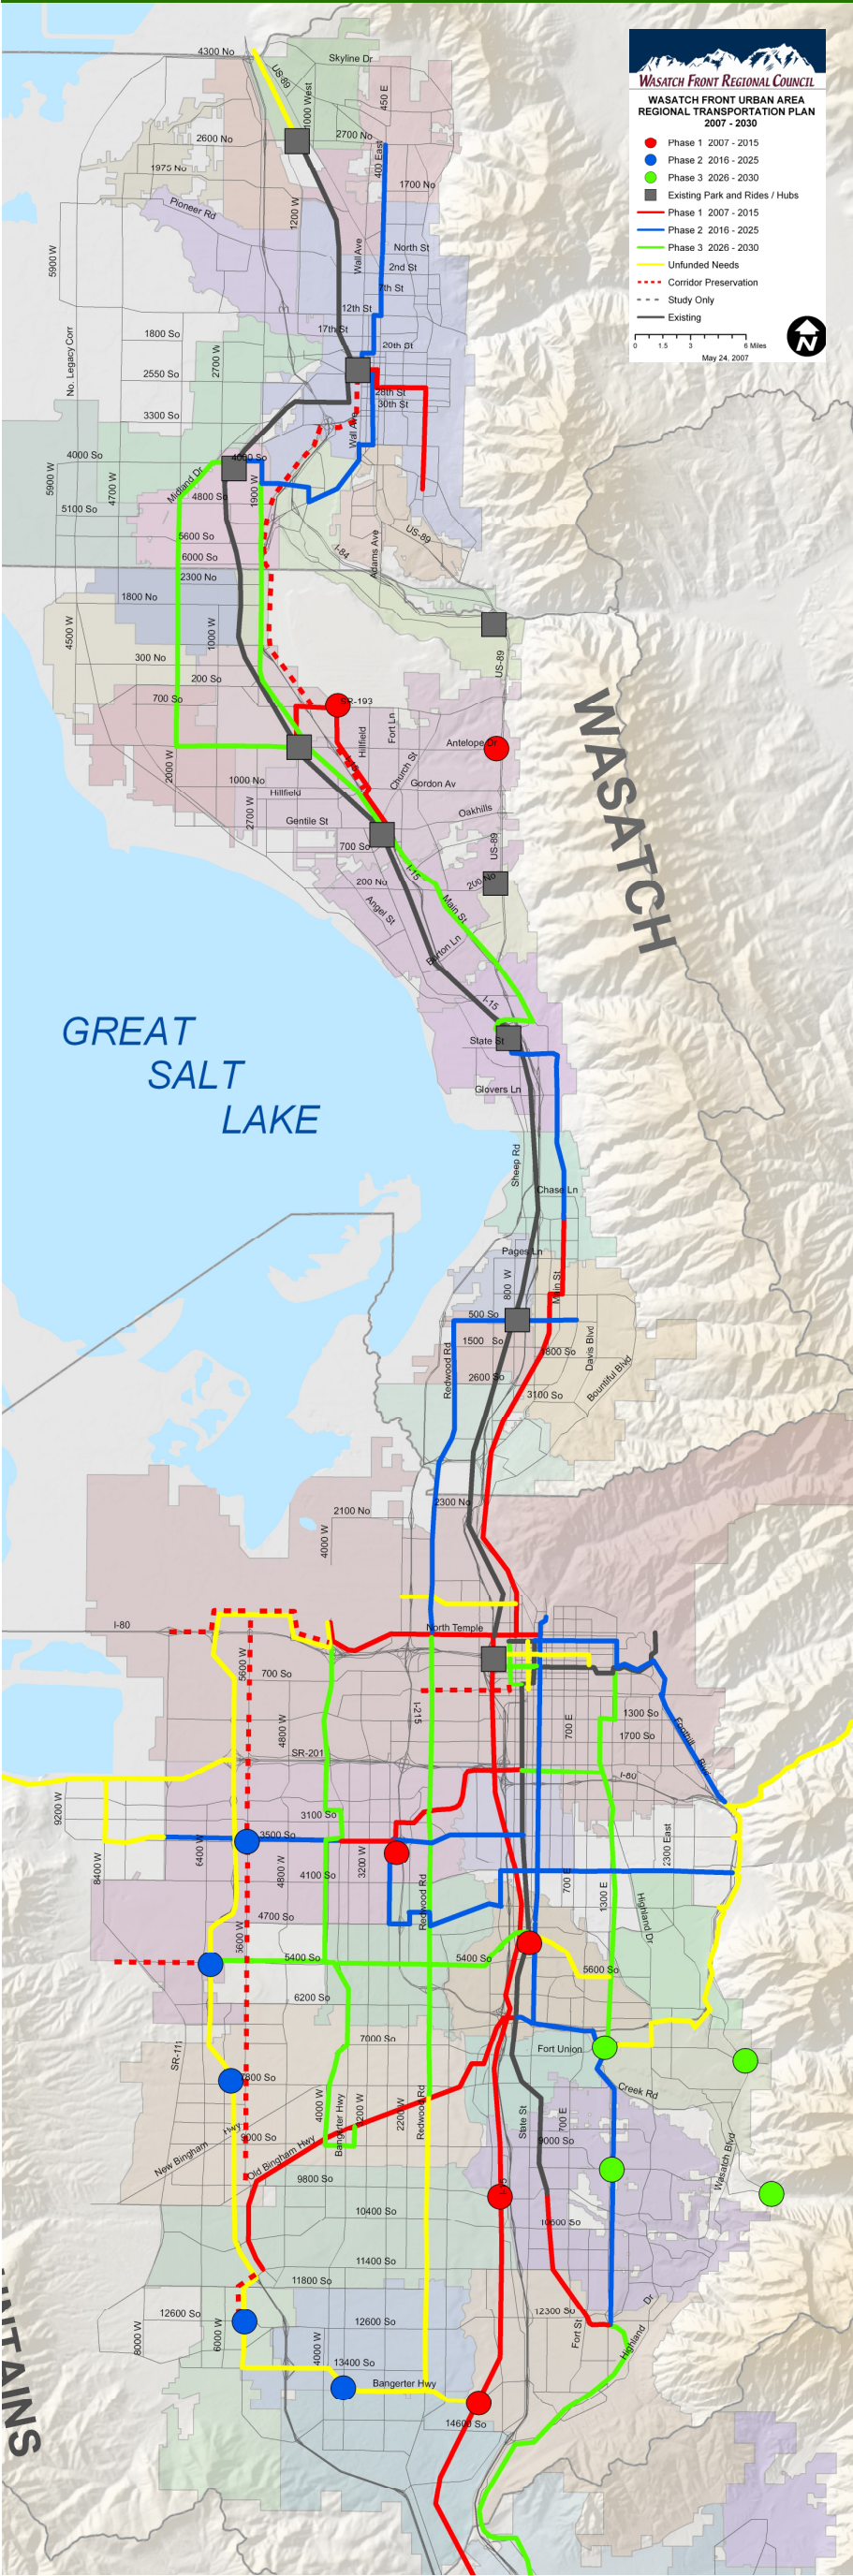 WASATCH FRONT REGIONAL COUNCIL
WASATCH FRONT URBAN AREA
REGIONAL TRANSPORTATION PLAN
2007 - 2030
Phase 1 2007 - 2015
Phase 2 2016 - 2025
Phase 3 2026 - 2030
Existing Park and Rides / Hubs
Phase 1 2007 - 2015
Phase 2 2016 - 2025
Phase 3 2026 - 2030
Unfunded Needs
Corridor Preservation
Study Only
Existing
0 1.5 3 6 Miles
May 24, 2007
N
4300 No
US-89
Skyline Dr
1000 West
450 E
2600 No
2700 No
400 East
1975 No
1700 No
Pioneer Rd
1200 W
5900 W
Wall Ave
North St
2nd St
7th St
12th St
17th St
1800 So
20th St
No. Legacy Corr
2700 W
2550 So
28th St
30th St
3300 So
Wall Ave
4000 So
4000 So
5900 W
4700 W
Midland Dr
4800 So
1900 W
5100 So
5600 So
US-89
6000 So
I-84
Adams Ave
2300 No
1800 No
4500 W
1000 W
300 No
US-89
200 So
700 So
SR-193
Hillfield
Fort Ln
Antelope Dr
2000 W
I-15
Church St
1000 No
Gordon Av
Hillfield
2700 W
Gentile St
Oakhills
700 So
US-89
I-15
200 No
200 No
Angel St
Main St
Burton Ln
WASATCH
I-15
GREAT
SALT
LAKE
State St
Glovers Ln
Sheep Rd
Chase Ln
Pages Ln
800 W
Main St
500 So
1500 So
Redwood Rd
1800 So
Davis Blvd
2600 So
3100 So
Bountiful Blvd
2300 No
2100 No
4000 W
I-80
North Temple
5600 W
700 So
I-215
4800 W
700 E
1300 So
1700 So
Foothill Blvd
SR-201
I-80
9200 W
3100 So
3500 So
6400 W
8400 W
4800 W
4100 So
3200 W
Redwood Rd
700 E
1300 E
2300 East
Highland Dr
4700 So
5600 W
5400 So
5400 So
5600 So
6200 So
7000 So
SR-111
Fort Union
7800 So
4000 W
Bangerter Hwy
3200 W
2200 W
Redwood Rd
State St
700 E
Creek Rd
9000 So
9000 So
New Bingham Hwy
Old Bingham Hwy
9800 So
Wasatch Blvd
I-15
10400 So
10600 So
11400 So
11800 So
12600 So
12600 So
12300 So
8000 W
6000 W
4000 W
Fort St
Highland Dr
13400 So
Bangerter Hwy
14600 So
NTAINS